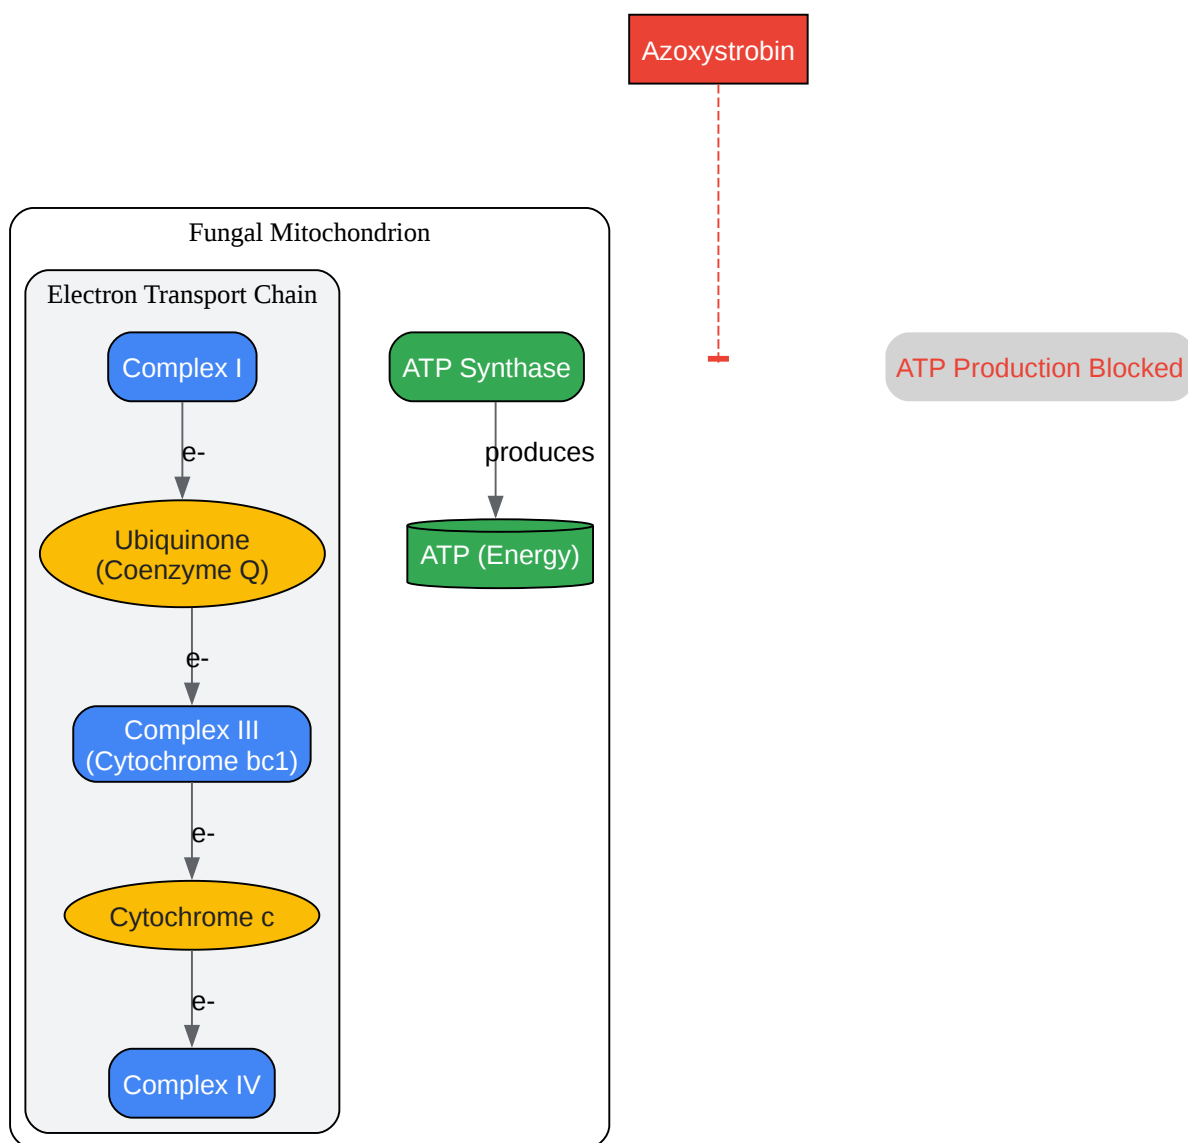 Azoxystrobin
Fungal Mitochondrion
Electron Transport Chain
Complex I
e-
Ubiquinone
(Coenzyme Q)
e-
Complex III
(Cytochrome bc1)
e-
Cytochrome c
e-
Complex IV
ATP Synthase
produces
ATP (Energy)
ATP Production Blocked